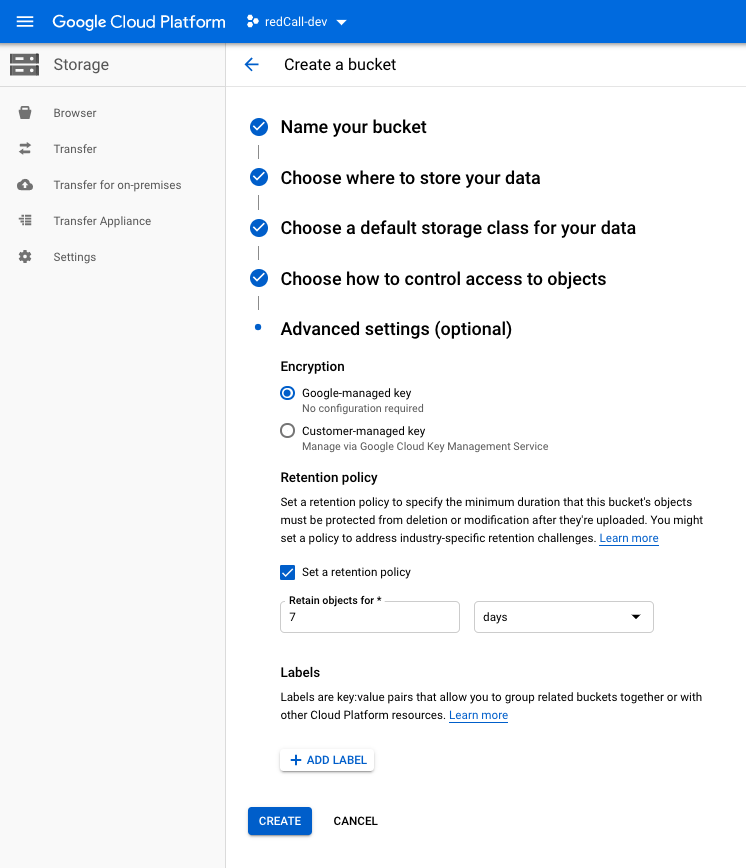 Google Cloud Platform
redCall-dev
Storage
Create a bucket
Browser
Transfer
Transfer for on-premises
Transfer Appliance
Settings
Name your bucket
Choose where to store your data
Choose a default storage class for your data
Choose how to control access to objects
Advanced settings (optional)
Encryption
Google-managed key
No configuration required
Customer-managed key
Manage via Google Cloud Key Management Service
Retention policy
Set a retention policy to specify the minimum duration that this bucket's objects
must be protected from deletion or modification after they're uploaded. You might
set a policy to address industry-specific retention challenges. Learn more
Set a retention policy
Retain objects for *
7
days
Labels
Labels are key:value pairs that allow you to group related buckets together or with
other Cloud Platform resources. Learn more
ADD LABEL
CREATE
CANCEL